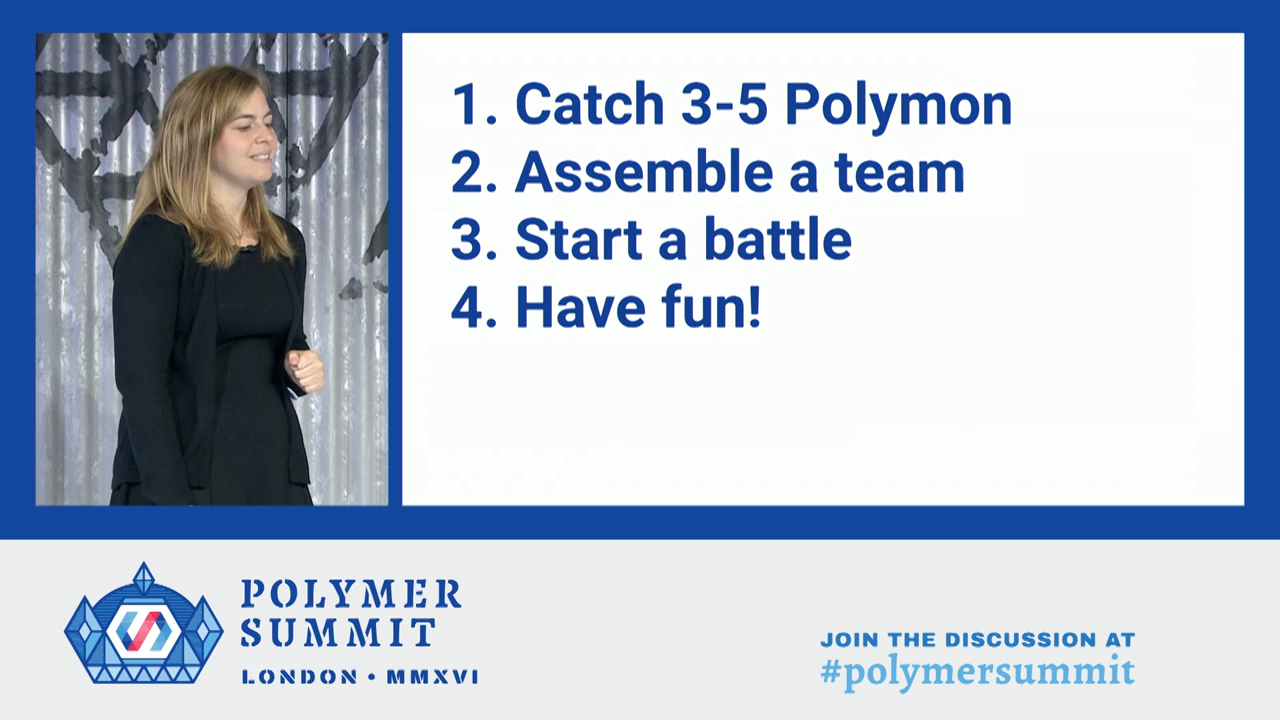 1. Catch 3-5 Polymon
2. Assemble a team
3. Start a battle
4. Have fun!
POLYMER
SUMMIT
LONDON • MMXVI
JOIN THE DISCUSSION AT
#polymersummit